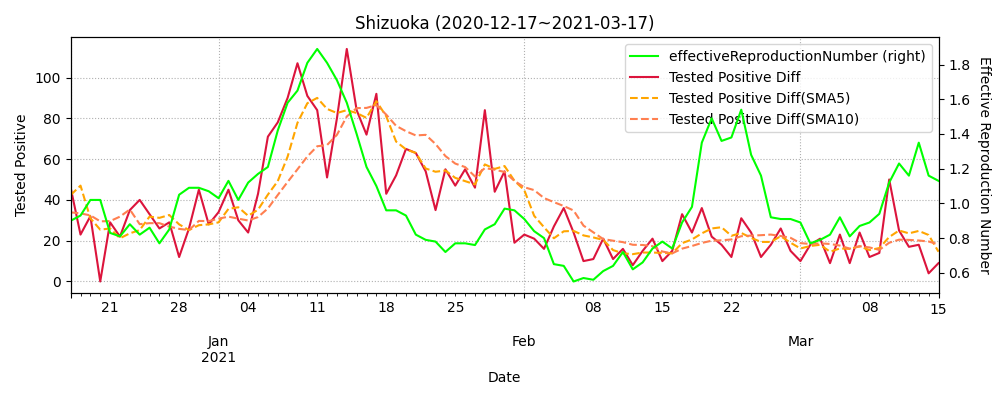 Shizuoka (2020-12-17~2021-03-17)
effectiveReproductionNumber (right)
Tested Positive Diff
Tested Positive Diff(SMA5)
Tested Positive Diff(SMA10)
Tested Positive
100
80
60
40
20
0
1.8
1.6
1.4
1.2
1.0
0.8
0.6
Effective Reproduction Number
21 28 04 11 18 25 08 15 22 08 15
Jan Feb Mar
2021
Date